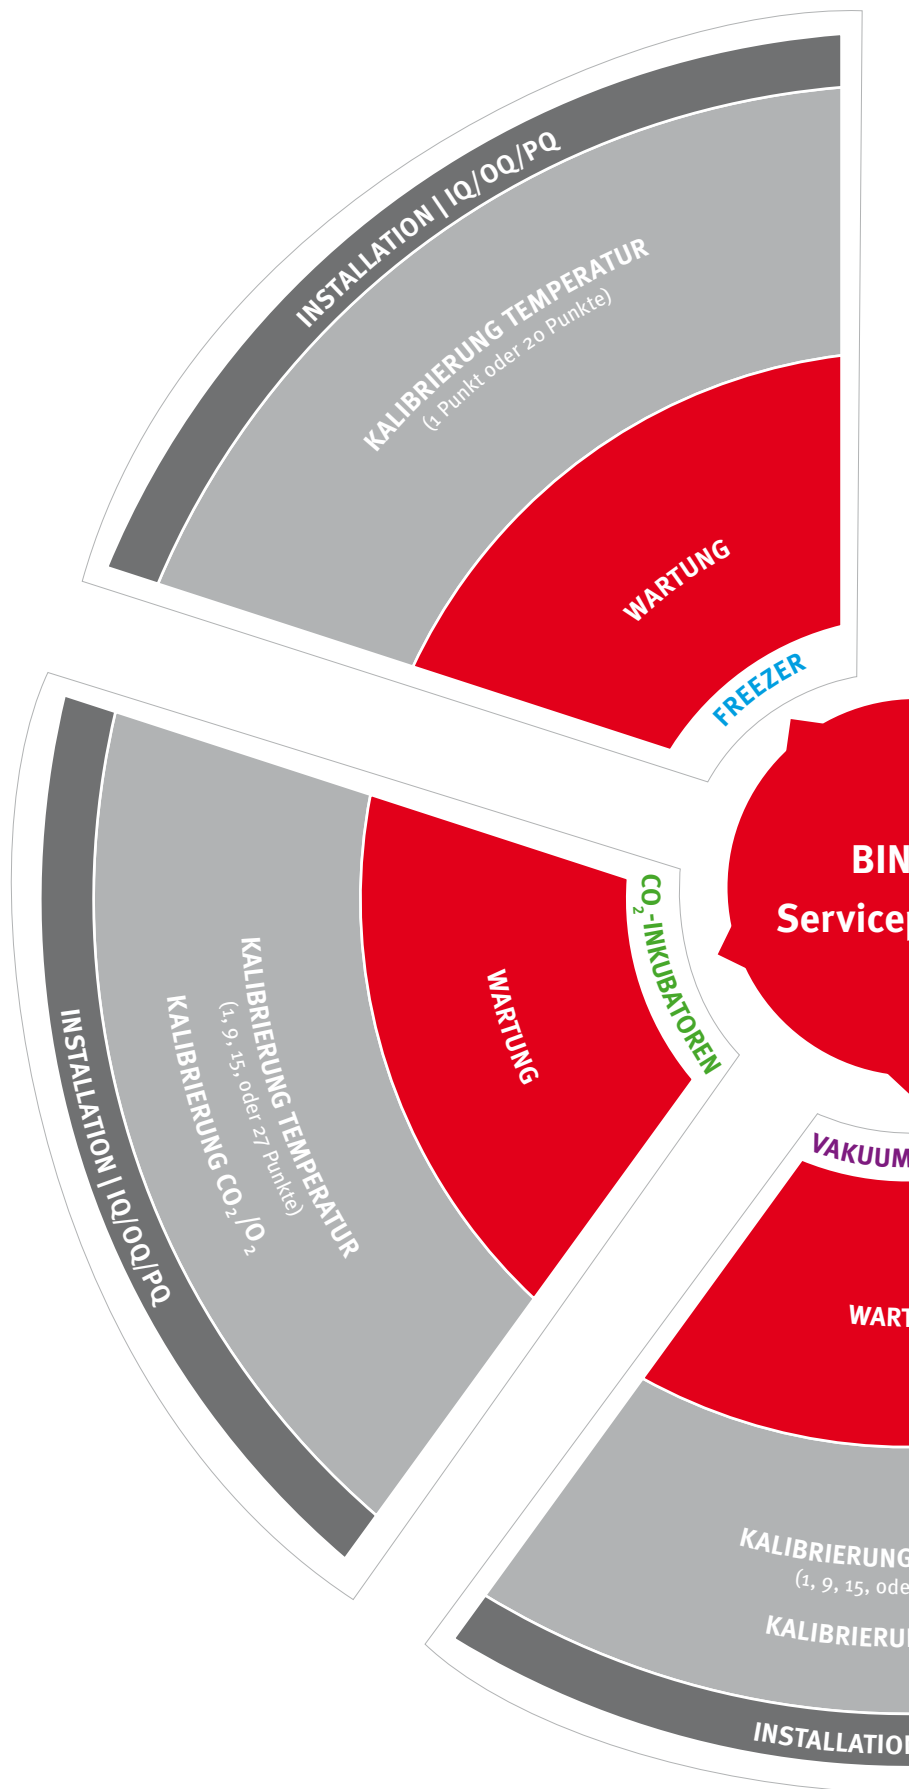 INSTALLATION | IQ/OQ/PQ
KALIBRIERUNG TEMPERATUR
(1 Punkt oder 20 Punkte)
WARTUNG
FREEZER
BIN
Servicep
CO₂-INKUBATOREN
WARTUNG
KALIBRIERUNG TEMPERATUR
(1, 9, 15, oder 27 Punkte)
KALIBRIERUNG CO₂/O₂
INSTALLATION | IQ/OQ/PQ
VAKUUM
WART
KALIBRIERUNG
(1, 9, 15, ode
KALIBRIERU
INSTALLATIO